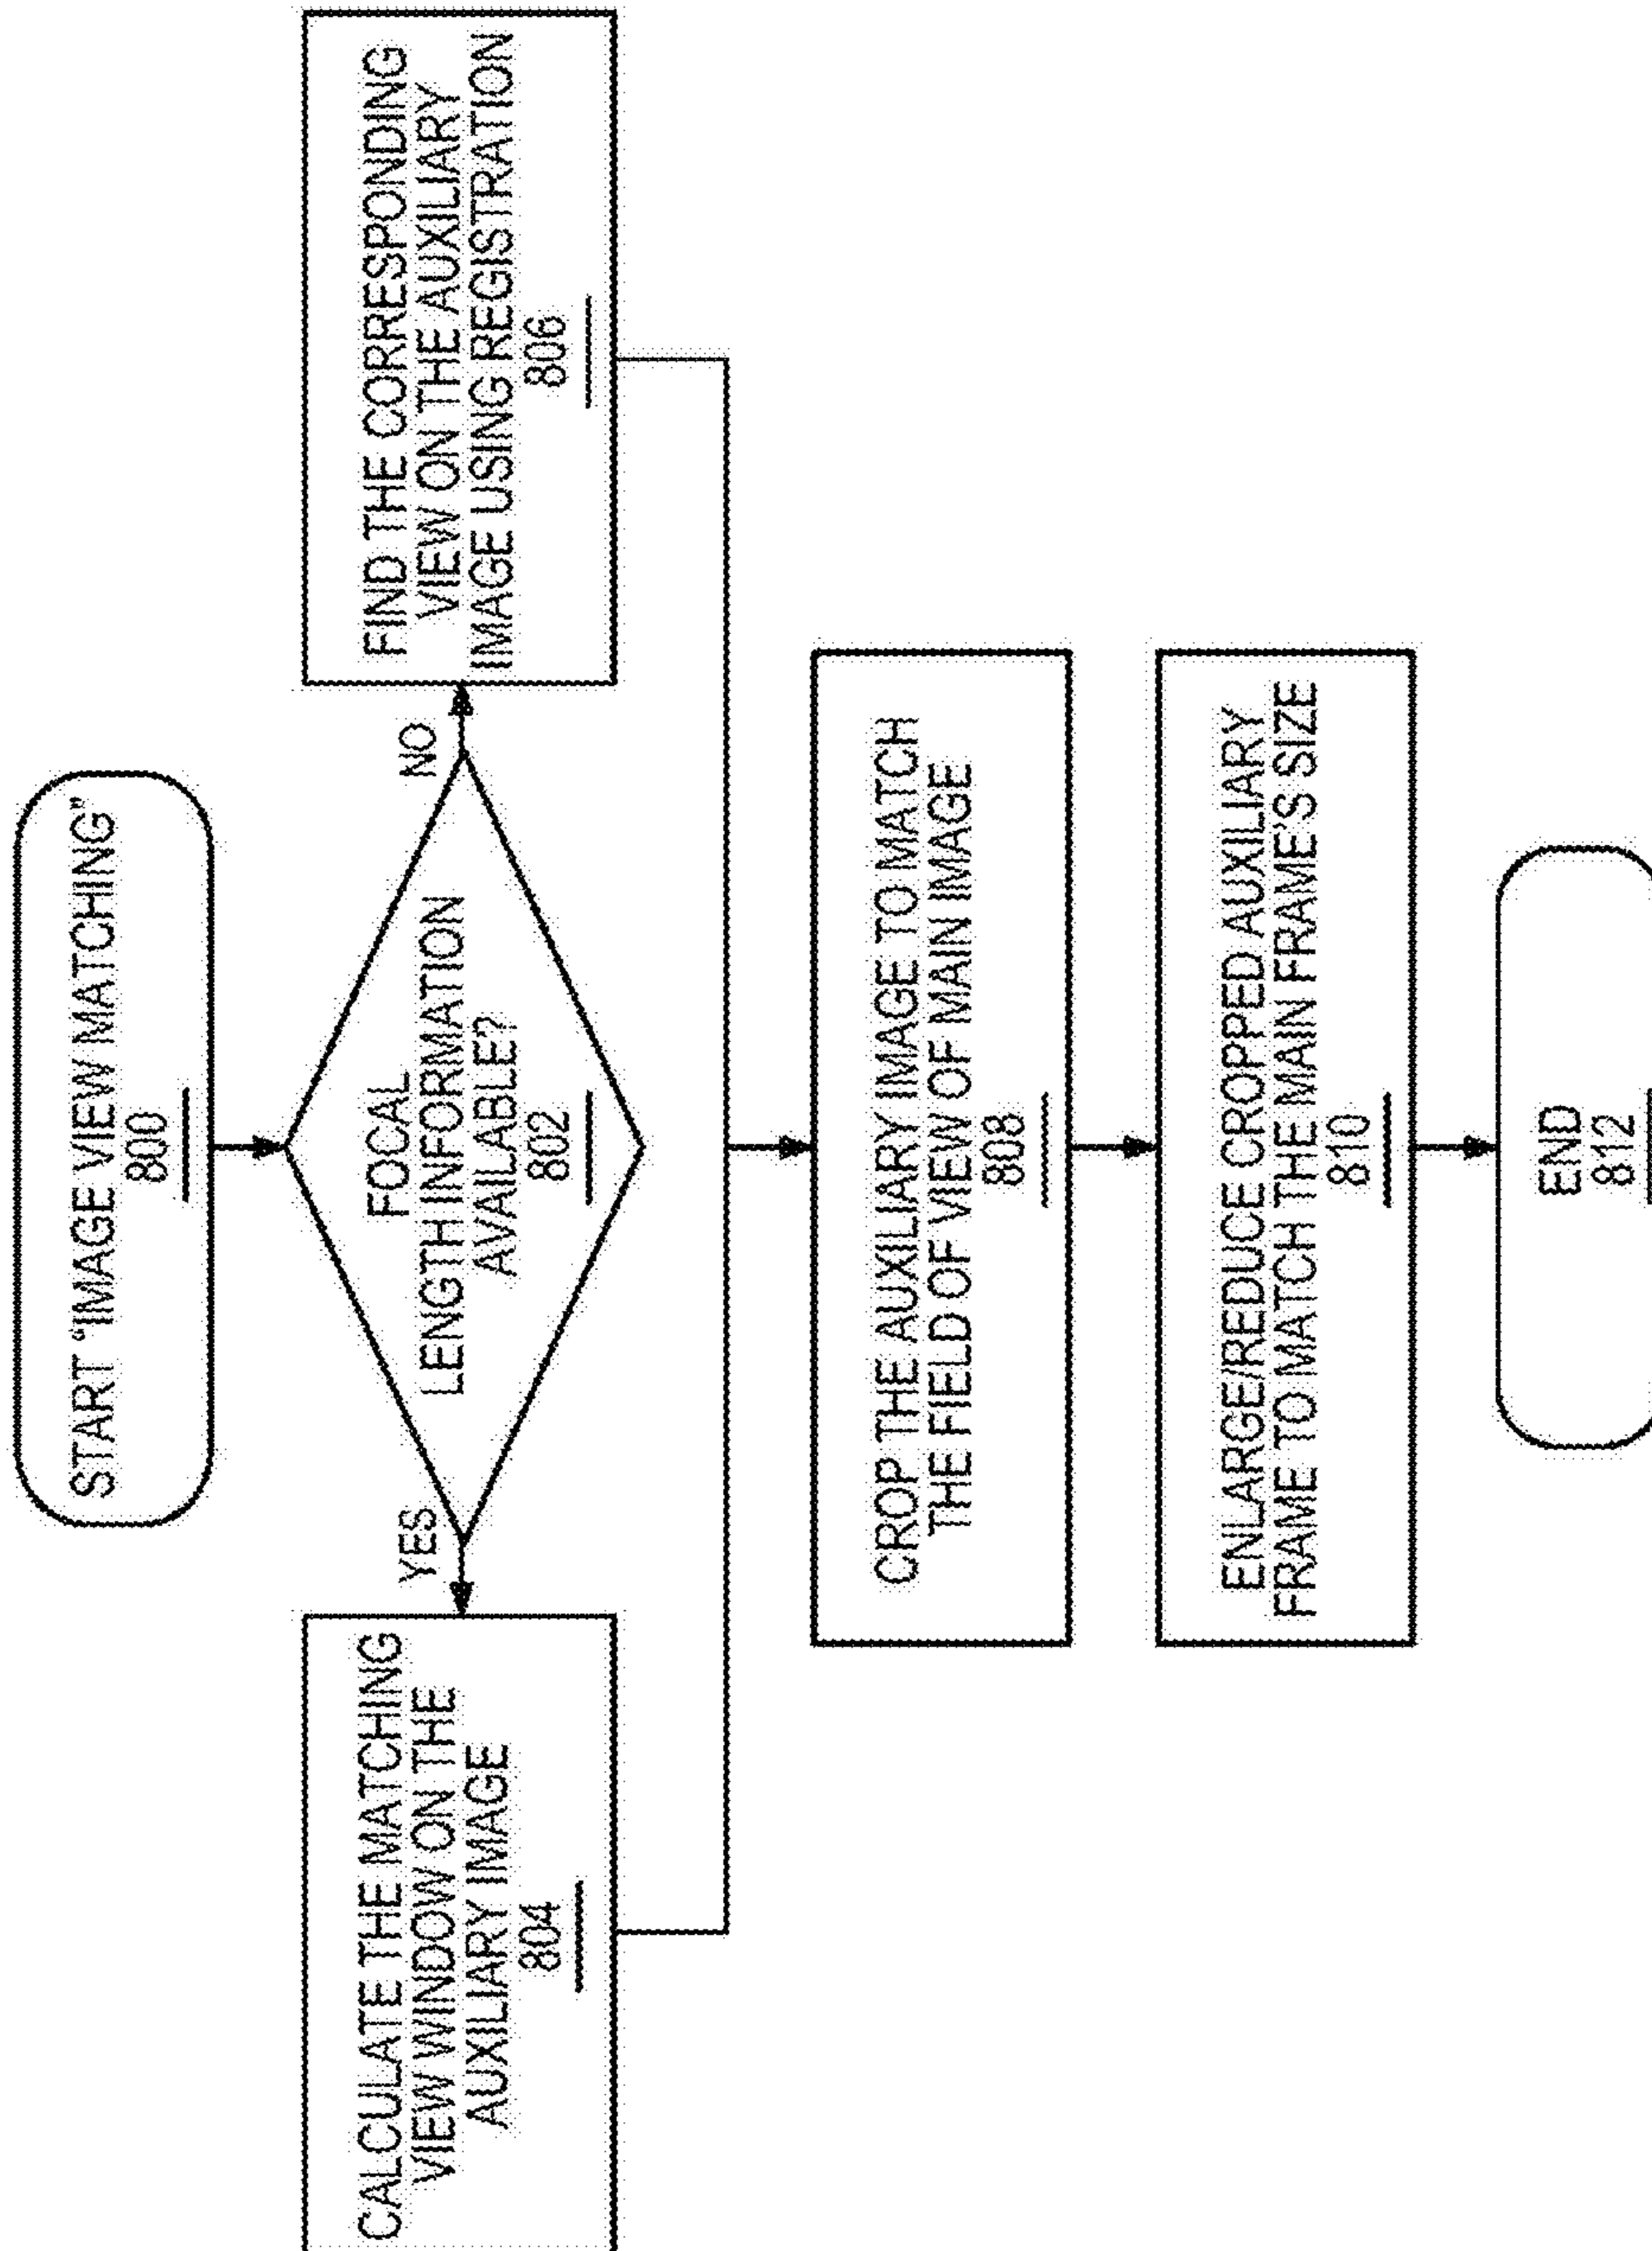 START “IMAGE VIEW MATCHING”
800
FOCAL
LENGTH INFORMATION
AVAILABLE?
802
YES
NO
CALCULATE THE MATCHING
VIEW WINDOW ON THE
AUXILIARY IMAGE
804
FIND THE CORRESPONDING
VIEW ON THE AUXILIARY
IMAGE USING REGISTRATION
806
CROP THE AUXILIARY IMAGE TO MATCH
THE FIELD OF VIEW OF MAIN IMAGE
808
ENLARGE/REDUCE CROPPED AUXILIARY
FRAME TO MATCH THE MAIN FRAME’S SIZE
810
END
812